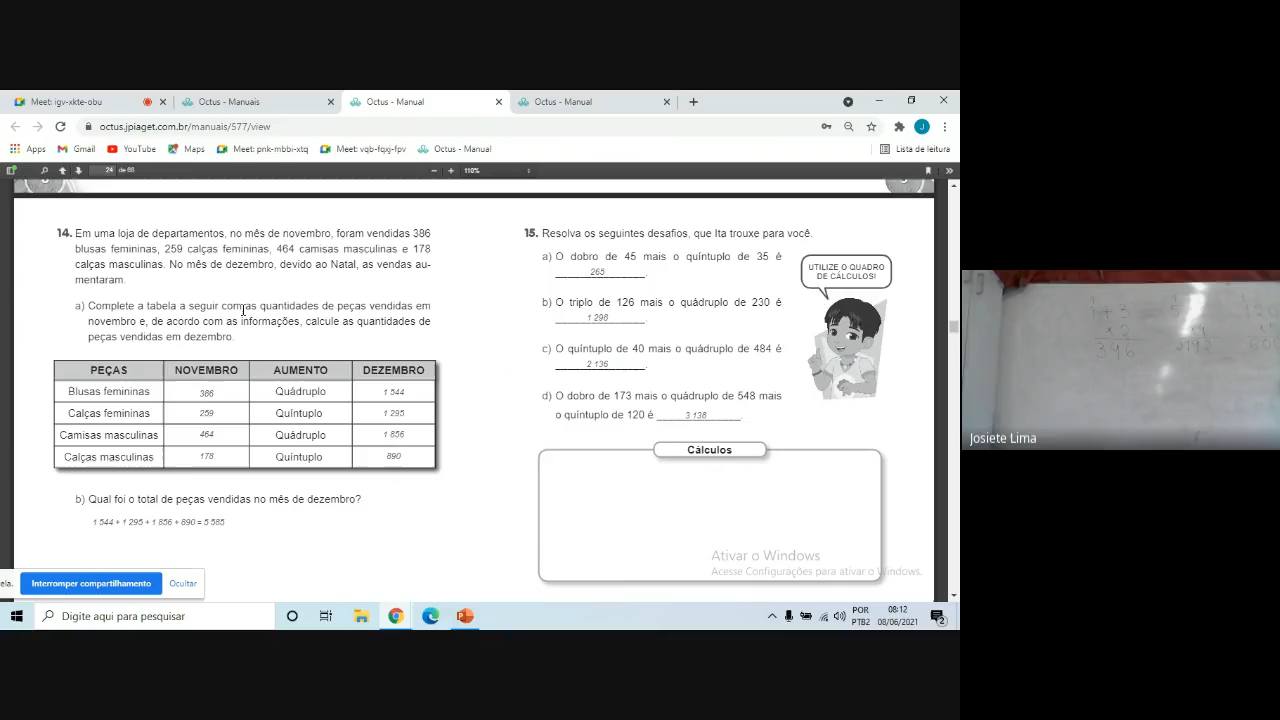 Meet: igv-xkte-obu
Octus - Manuais
Octus - Manual
Octus - Manual
octus.jpiaget.com.br/manuais/577/view
Apps
Gmail
YouTube
Maps
Meet: pnk-mbbi-xtq
Meet: vqb-fqxj-fpv
Octus - Manual
Lista de leitura
24 de 68
110%
14. Em uma loja de departamentos, no mês de novembro, foram vendidas 386
blusas femininas, 259 calças femininas, 464 camisas masculinas e 178
calças masculinas. No mês de dezembro, devido ao Natal, as vendas au-
mentaram.
a) Complete a tabela a seguir com as quantidades de peças vendidas em
novembro e, de acordo com as informações, calcule as quantidades de
peças vendidas em dezembro.
PEÇAS NOVEMBRO AUMENTO DEZEMBRO
Blusas femininas 386 Quádruplo 1 544
Calças femininas 259 Quíntuplo 1 295
Camisas masculinas 464 Quádruplo 1 856
Calças masculinas 178 Quíntuplo 890
b) Qual foi o total de peças vendidas no mês de dezembro?
1 544 + 1 295 + 1 856 + 890 = 5 585
15. Resolva os seguintes desafios, que Ita trouxe para você.
a) O dobro de 45 mais o quíntuplo de 35 é
265.
b) O triplo de 126 mais o quádruplo de 230 é
1 298.
c) O quíntuplo de 40 mais o quádruplo de 484 é
2 136.
d) O dobro de 173 mais o quádruplo de 548 mais
o quíntuplo de 120 é 3 138.
UTILIZE O QUADRO
DE CÁLCULOS!
Cálculos
Ativar o Windows
Acesse Configurações para ativar o Windows.
tela.
Interromper compartilhamento
Ocultar
Digite aqui para pesquisar
POR
PTB2
08:12
08/06/2021
2
x2
346
Josiete Lima